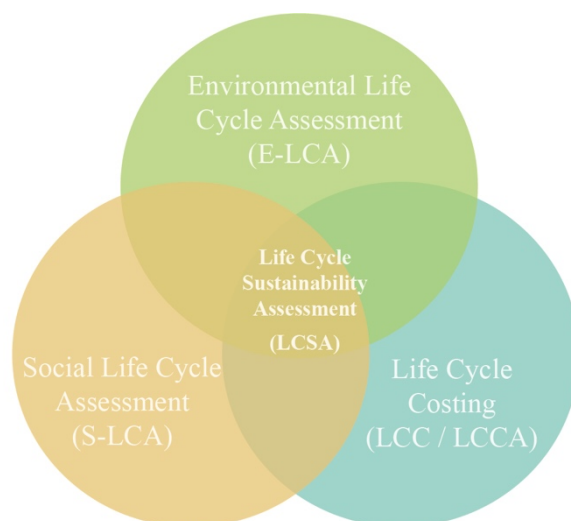 Environmental Life
Cycle Assessment
(E-LCA)
Life Cycle
Sustainability
Assessment
(LCSA)
Social Life Cycle
Assessment
(S-LCA)
Life Cycle
Costing
(LCC / LCCA)